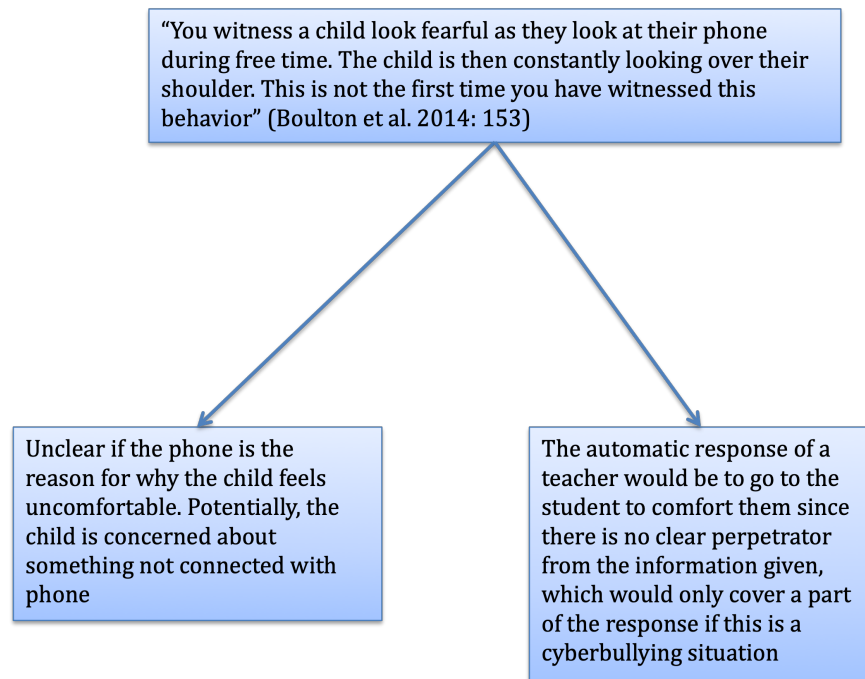 “You witness a child look fearful as they look at their phone
during free time. The child is then constantly looking over their
shoulder. This is not the first time you have witnessed this
behavior” (Boulton et al. 2014: 153)
Unclear if the phone is the
reason for why the child feels
uncomfortable. Potentially, the
child is concerned about
something not connected with
phone
The automatic response of a
teacher would be to go to the
student to comfort them since
there is no clear perpetrator
from the information given,
which would only cover a part
of the response if this is a
cyberbullying situation